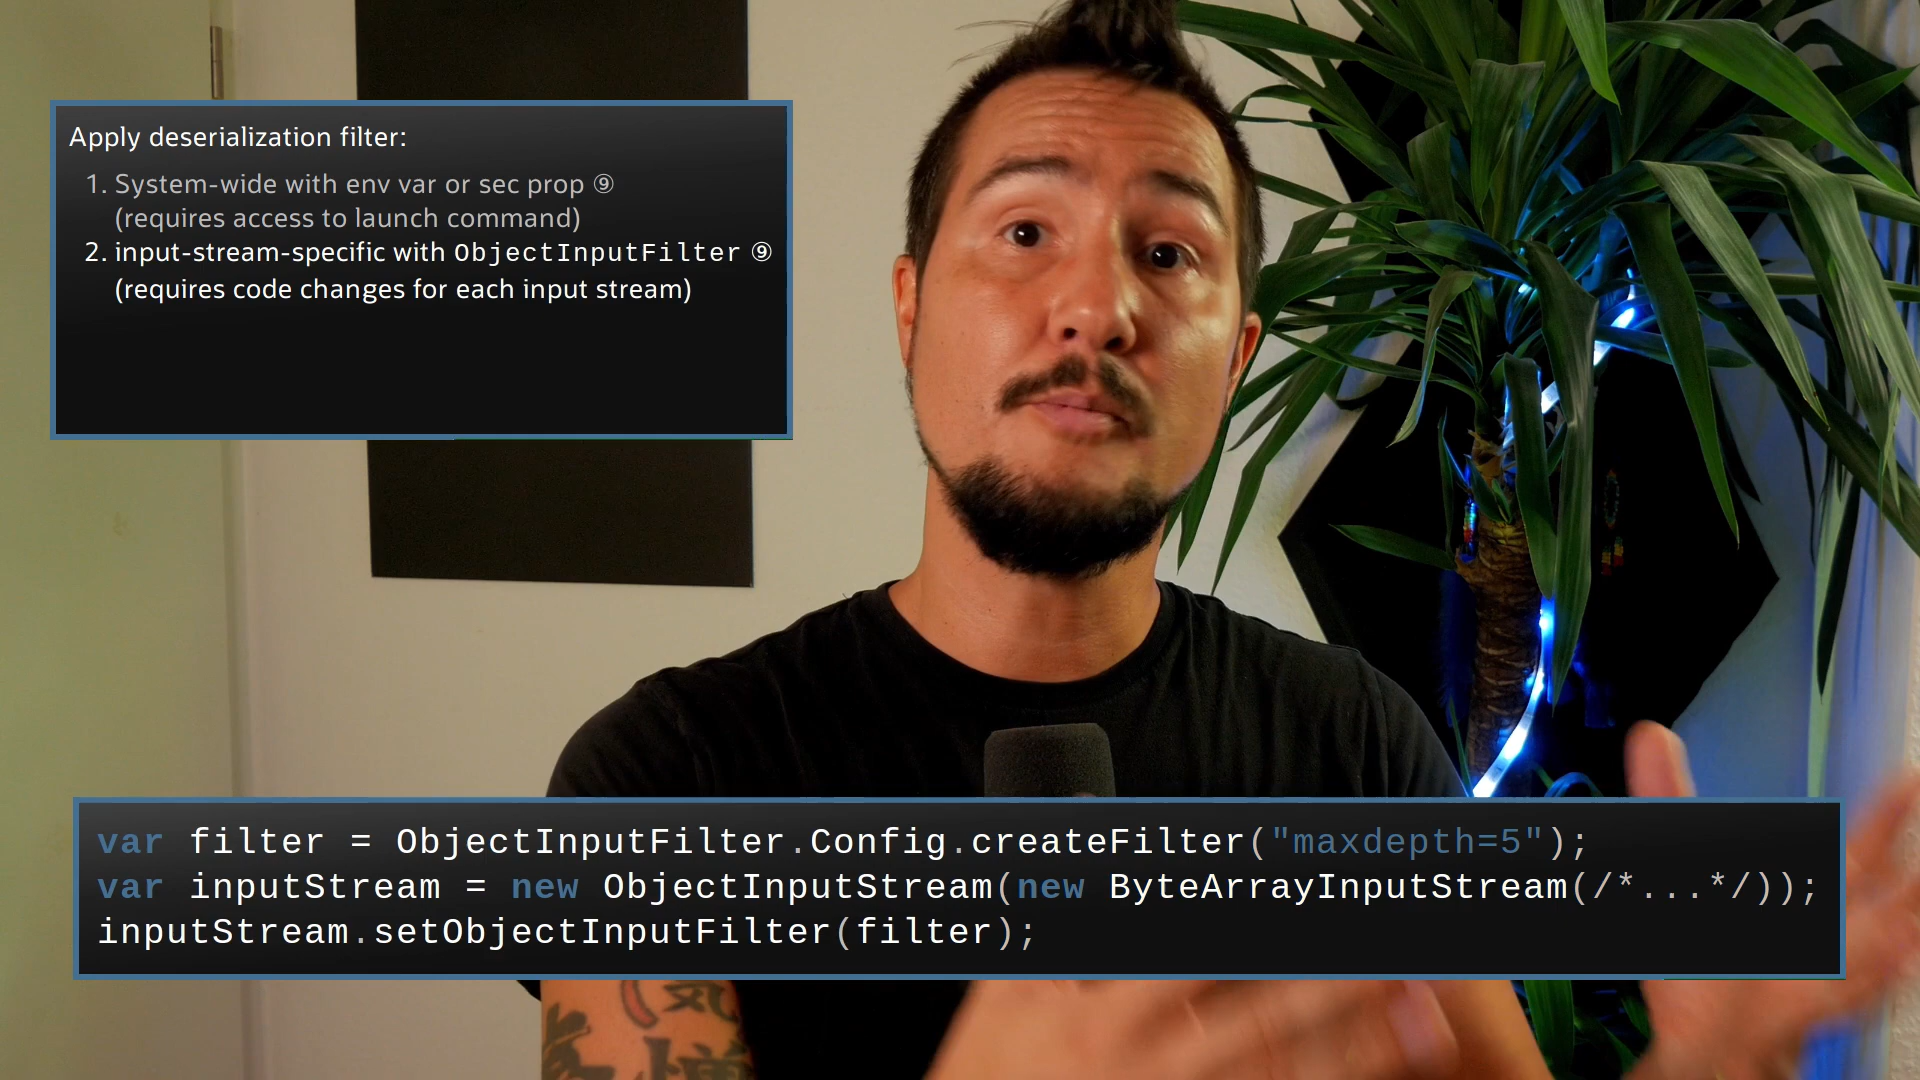 Apply deserialization filter:
1. System-wide with env var or sec prop ⑨
(requires access to launch command)
2. input-stream-specific with ObjectInputFilter ⑨
(requires code changes for each input stream)
var filter = ObjectInputFilter.Config.createFilter("maxdepth=5");
var inputStream = new ObjectInputStream(new ByteArrayInputStream(/*...*/));
inputStream.setObjectInputFilter(filter);